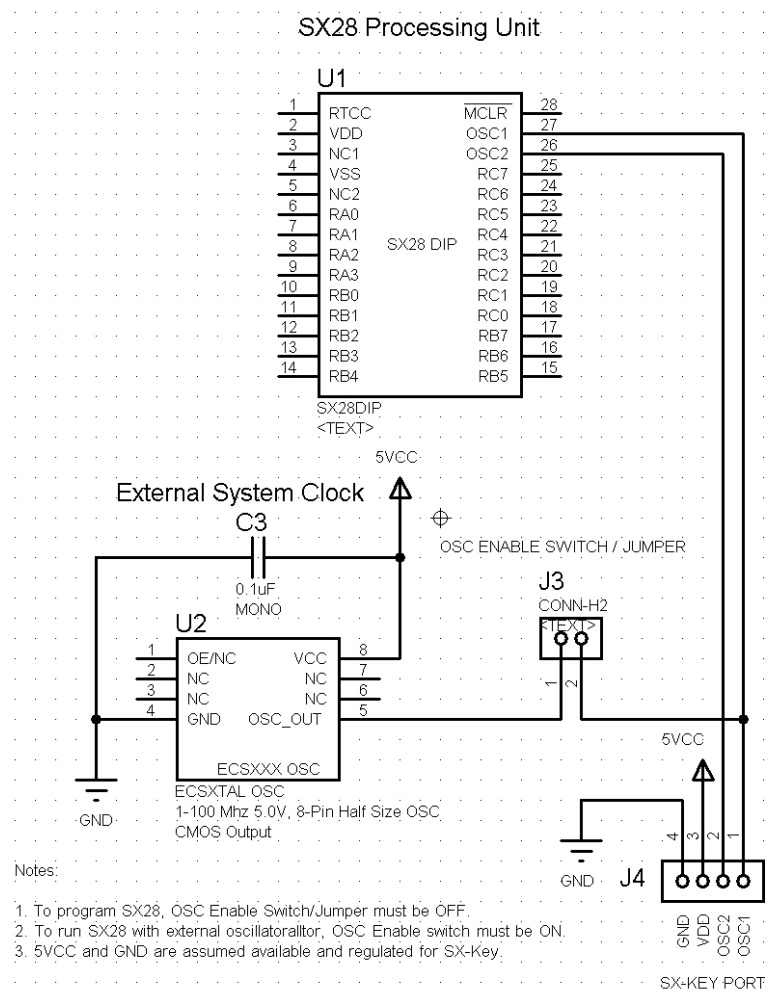 SX28 Processing Unit
U1
1 RTCC MCLR 28
2 VDD OSC1 27
3 NC1 OSC2 26
4 VSS RC7 25
5 NC2 RC6 24
6 RA0 RC5 23
7 RA1 RC4 22
SX28 DIP
8 RA2 RC3 21
9 RA3 RC2 20
10 RB0 RC1 19
11 RB1 RC0 18
12 RB2 RB7 17
13 RB3 RB6 16
14 RB4 RB5 15
SX28DIP
<TEXT>
5VCC
External System Clock
C3
0.1uF
MONO
OSC ENABLE SWITCH / JUMPER
J3
CONN-H2
<TEXT>
1 2
U2
1 OE/NC VCC 8
2 NC NC 7
3 NC NC 6
4 GND OSC_OUT 5
ECSXXX OSC
ECSXTAL OSC
1-100 Mhz 5.0V, 8-Pin Half Size OSC
CMOS Output
GND
5VCC
GND
4 3 2 1
J4
GND VDD OSC2 OSC1
SX-KEY PORT
Notes:
1. To program SX28, OSC Enable Switch/Jumper must be OFF.
2. To run SX28 with external oscillatoralltor, OSC Enable switch must be ON.
3. 5VCC and GND are assumed available and regulated for SX-Key.